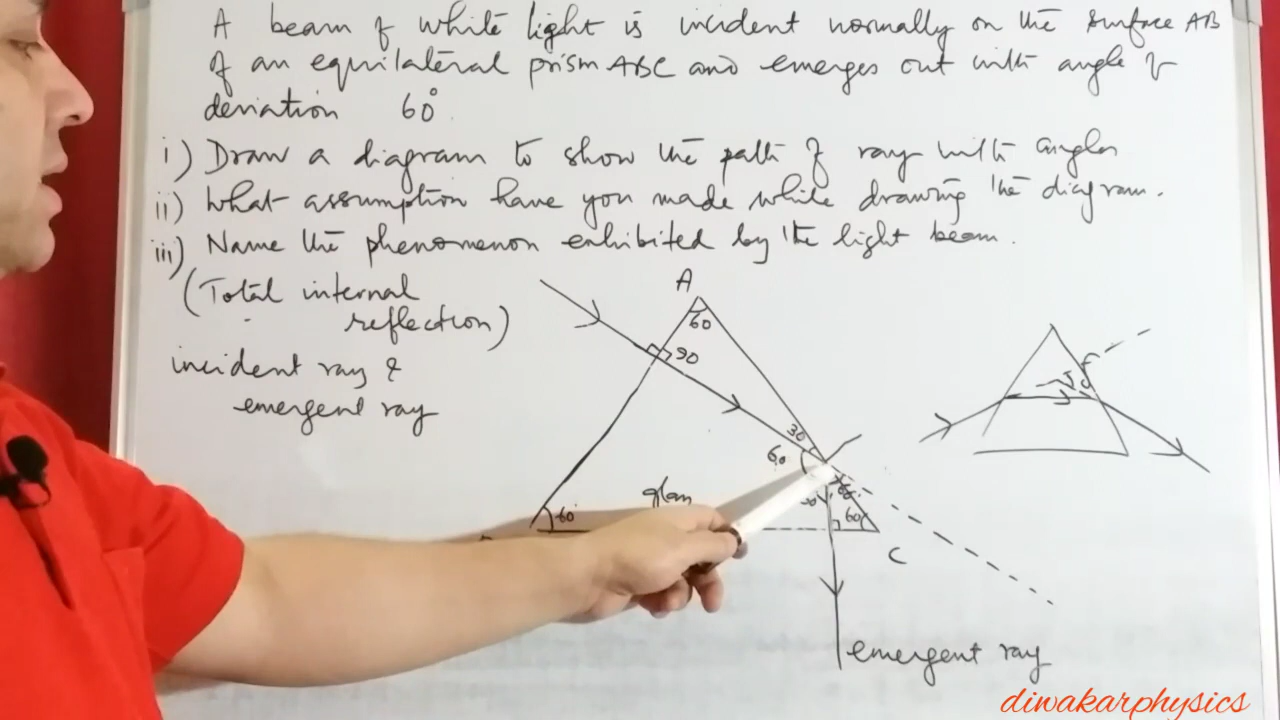 A beam of white light is incident normally on the surface AB
of an equilateral prism ABC and emerges out with angle of
deviation 60°.
i) Draw a diagram to show the path of ray with angles
ii) What assumption have you made while drawing the diagram.
iii) Name the phenomenon exhibited by the light beam.
(Total internal
reflection)
incident ray &
emergent ray
A
60
90
30
60
glass
60
60
C
emergent ray
diwakarphysics